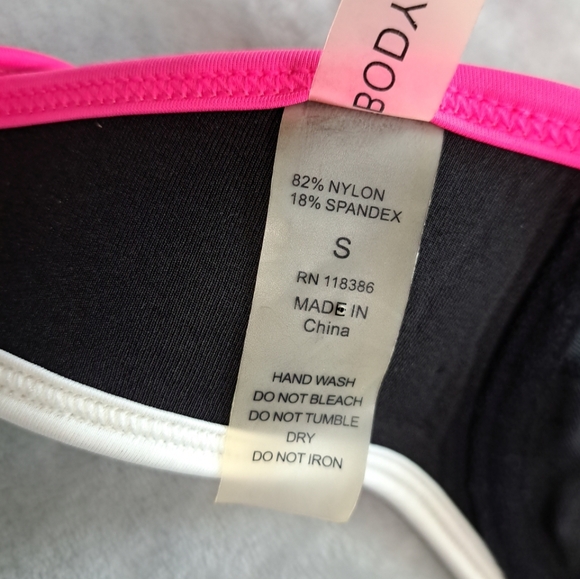 BODY
82% NYLON
18% SPANDEX
S
RN 118386
MADE IN
China
HAND WASH
DO NOT BLEACH
DO NOT TUMBLE
DRY
DO NOT IRON